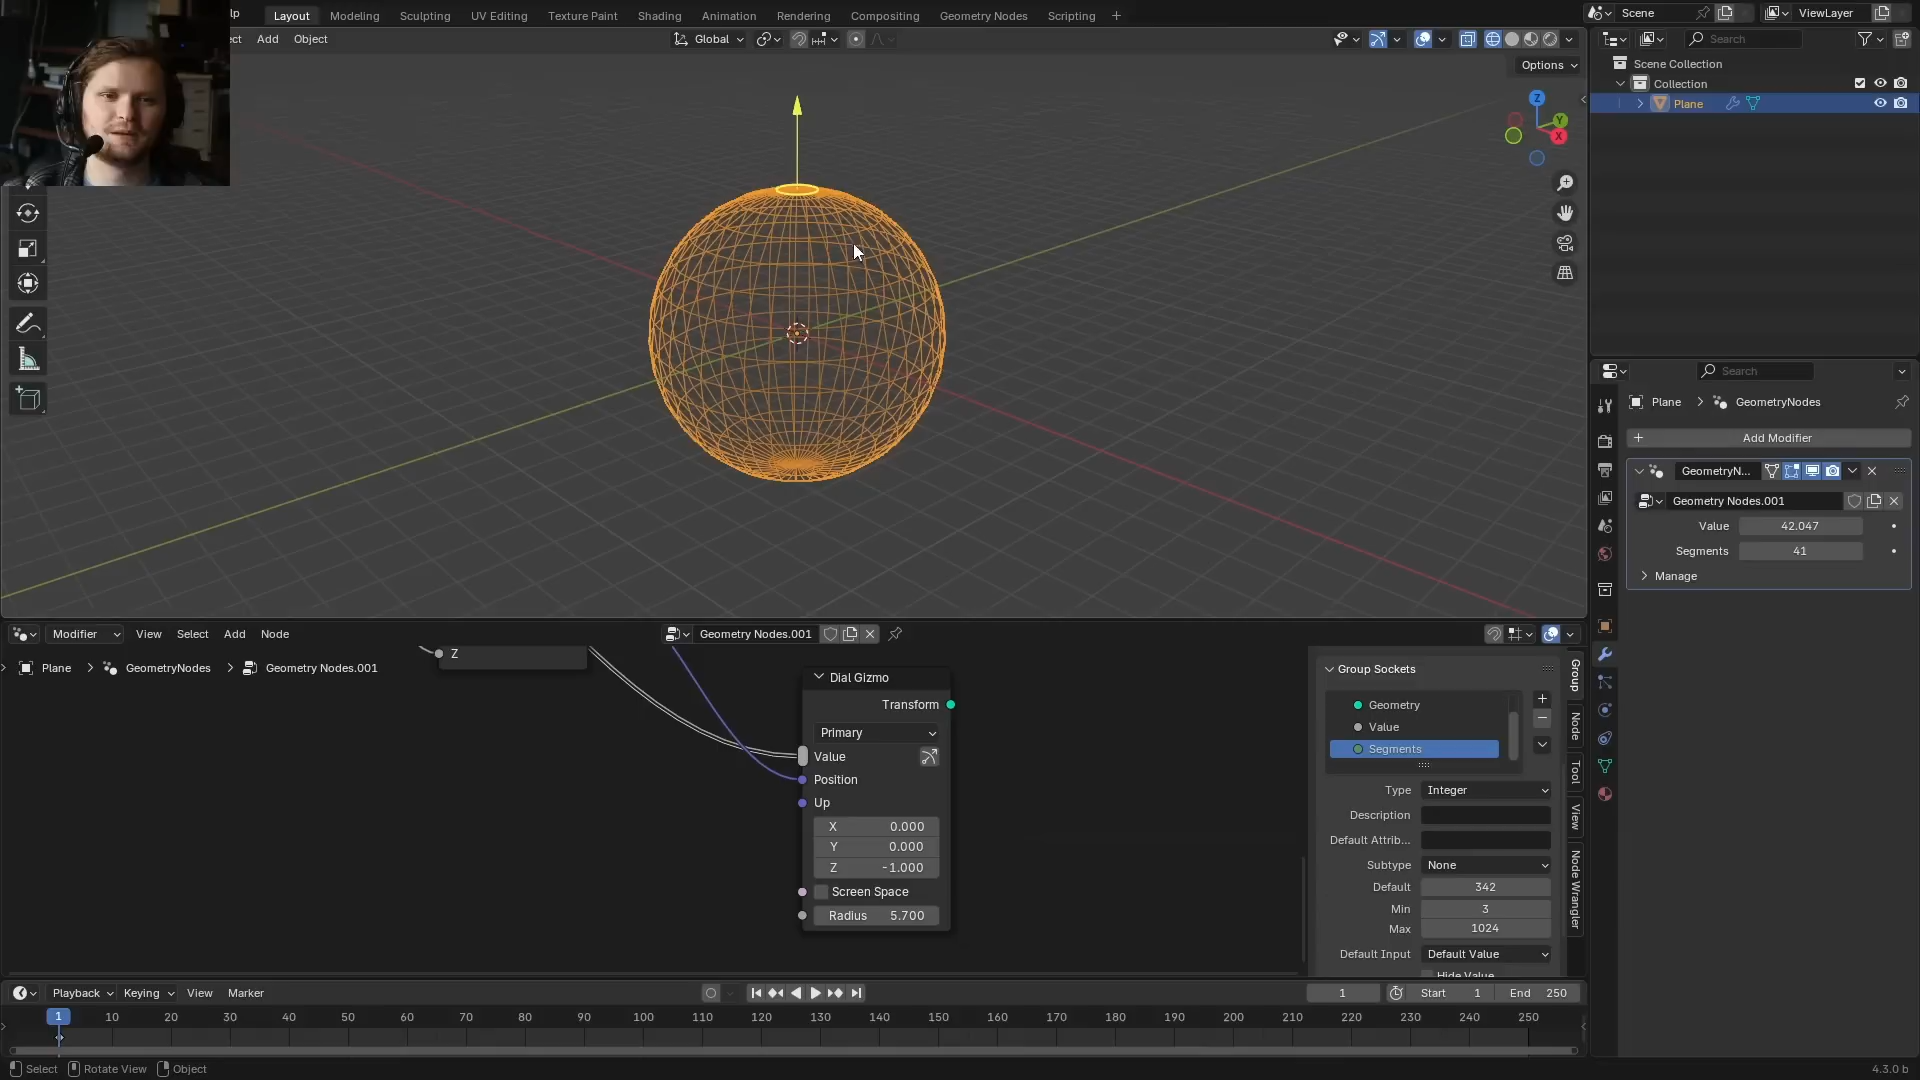 lp
Layout
Modeling
Sculpting
UV Editing
Texture Paint
Shading
Animation
Rendering
Compositing
Geometry Nodes
Scripting
Scene
ViewLayer
ect
Add
Object
Global
Search
Options
Scene Collection
Collection
Plane
Z
Y
X
Search
Plane
GeometryNodes
Add Modifier
GeometryN...
Geometry Nodes.001
Value 42.047
Segments 41
Manage
Modifier
View
Select
Add
Node
Geometry Nodes.001
Plane
GeometryNodes
Geometry Nodes.001
Z
Dial Gizmo
Transform
Primary
Value
Position
Up
X 0.000
Y 0.000
Z -1.000
Screen Space
Radius 5.700
Group Sockets
Geometry
Value
Segments
Type Integer
Description
Default Attrib...
Subtype None
Default 342
Min 3
Max 1024
Default Input Default Value
Hide Value
Group
Node
Tool
View
Node Wrangler
Playback
Keying
View
Marker
1
Start 1
End 250
1 10 20 30 40 50 60 70 80 90 100 110 120 130 140 150 160 170 180 190 200 210 220 230 240 250
Select
Rotate View
Object
4.3.0 b